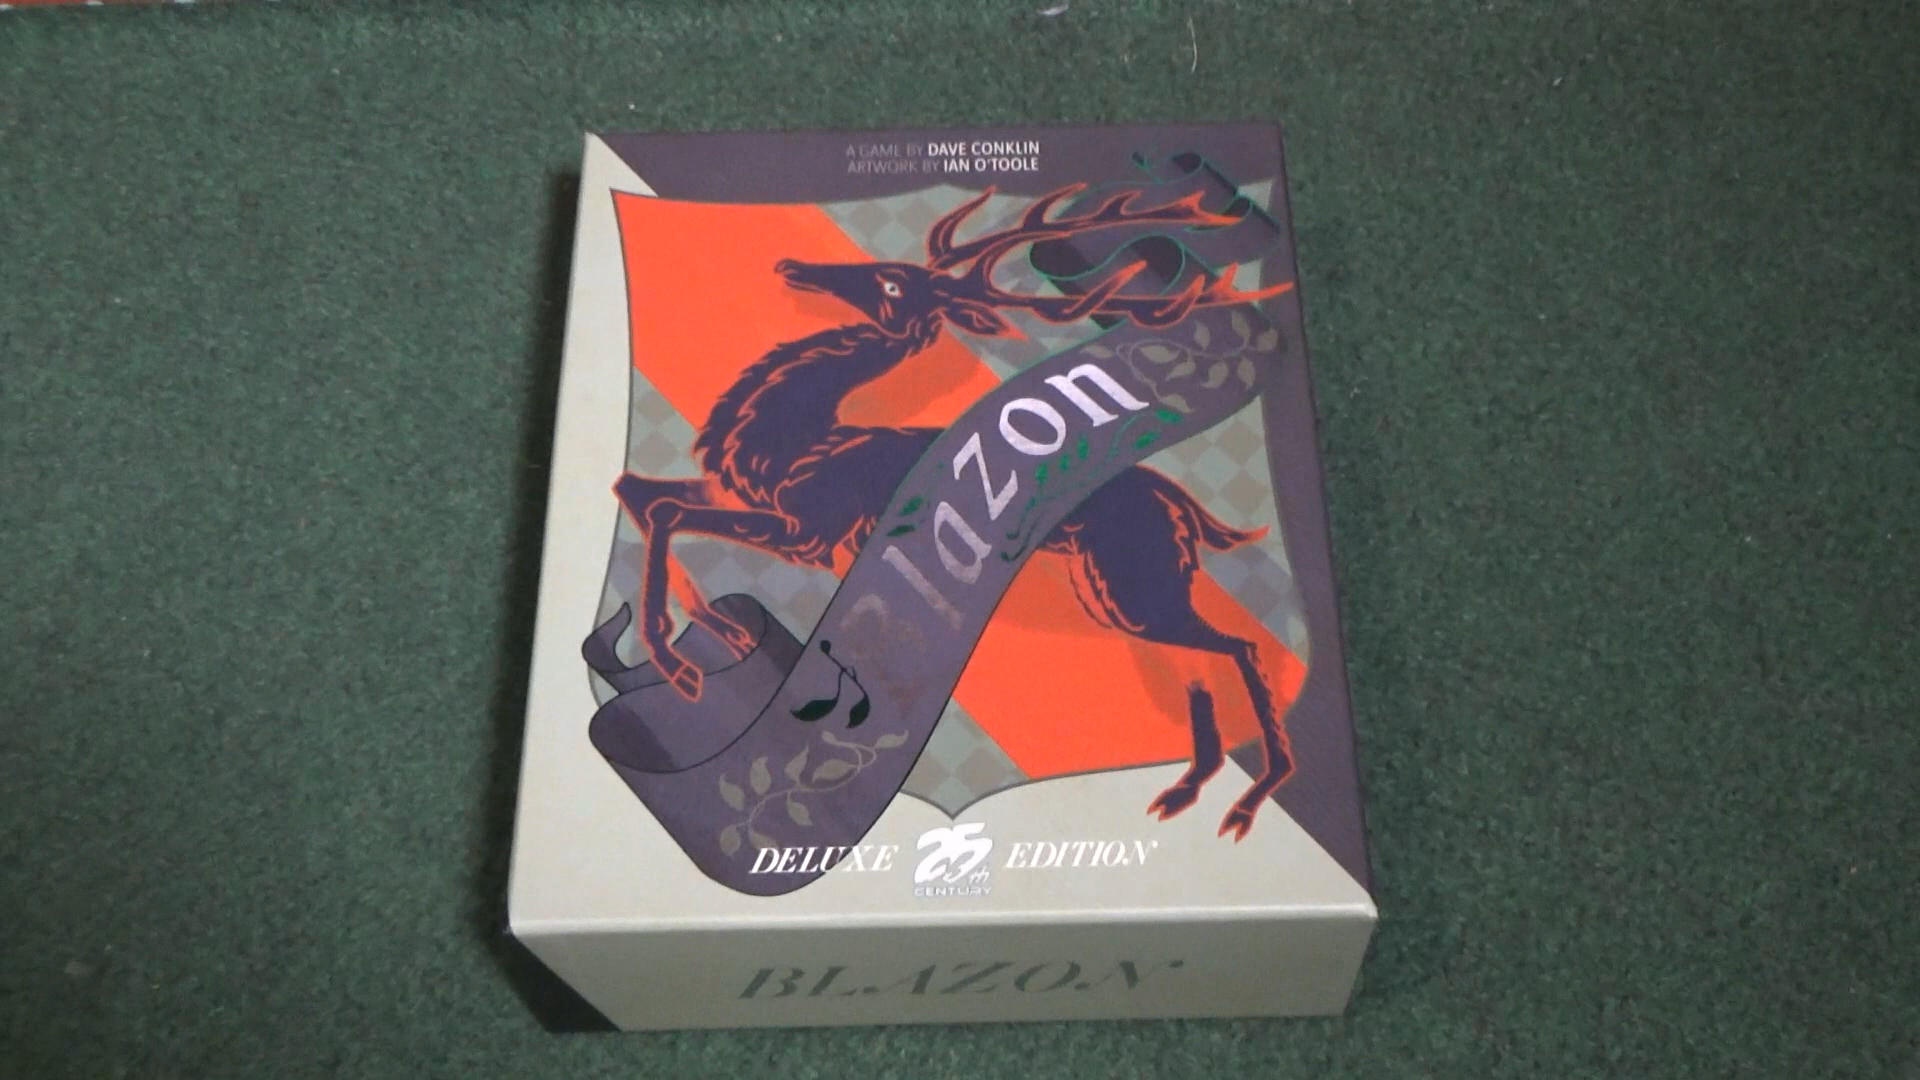 A GAME BY DAVE CONKLIN
ARTWORK BY IAN O'TOOLE
Blazon
DELUXE 25th CENTURY EDITION
BLAZON